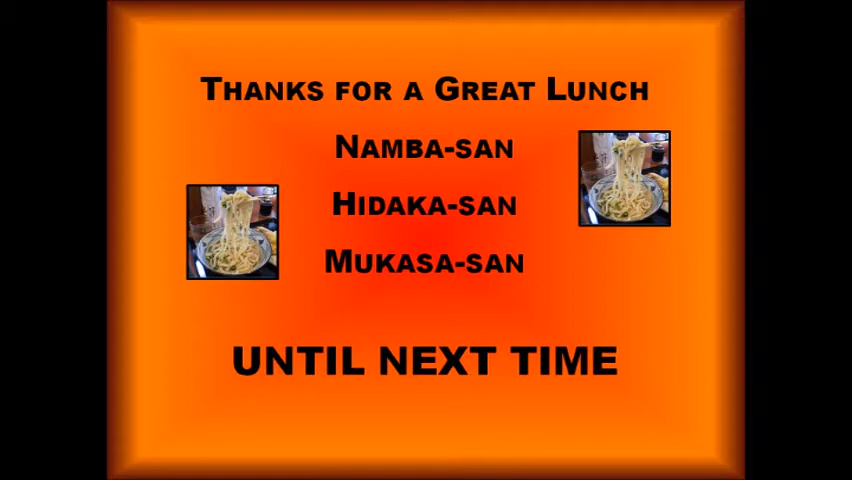 THANKS FOR A GREAT LUNCH
NAMBA-SAN
HIDAKA-SAN
MUKASA-SAN
UNTIL NEXT TIME